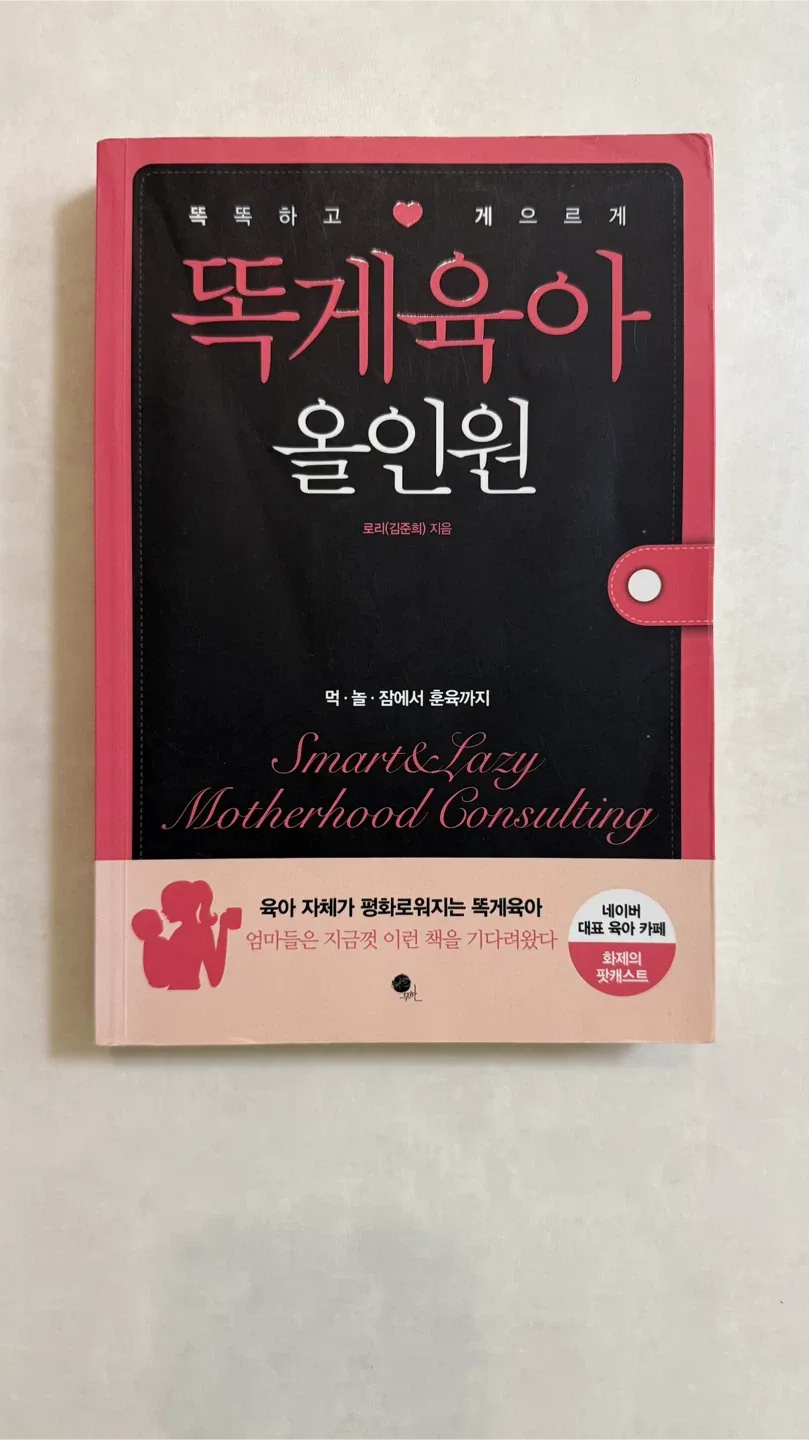 똑똑하고 게으르게
똑게육아
올인원
로리(김준희) 지음
먹·놀·잠에서 훈육까지
Smart&Lazy
Motherhood Consulting
육아 자체가 평화로워지는 똑게육아
엄마들은 지금껏 이런 책을 기다려왔다
네이버
대표 육아 카페
화제의
팟캐스트